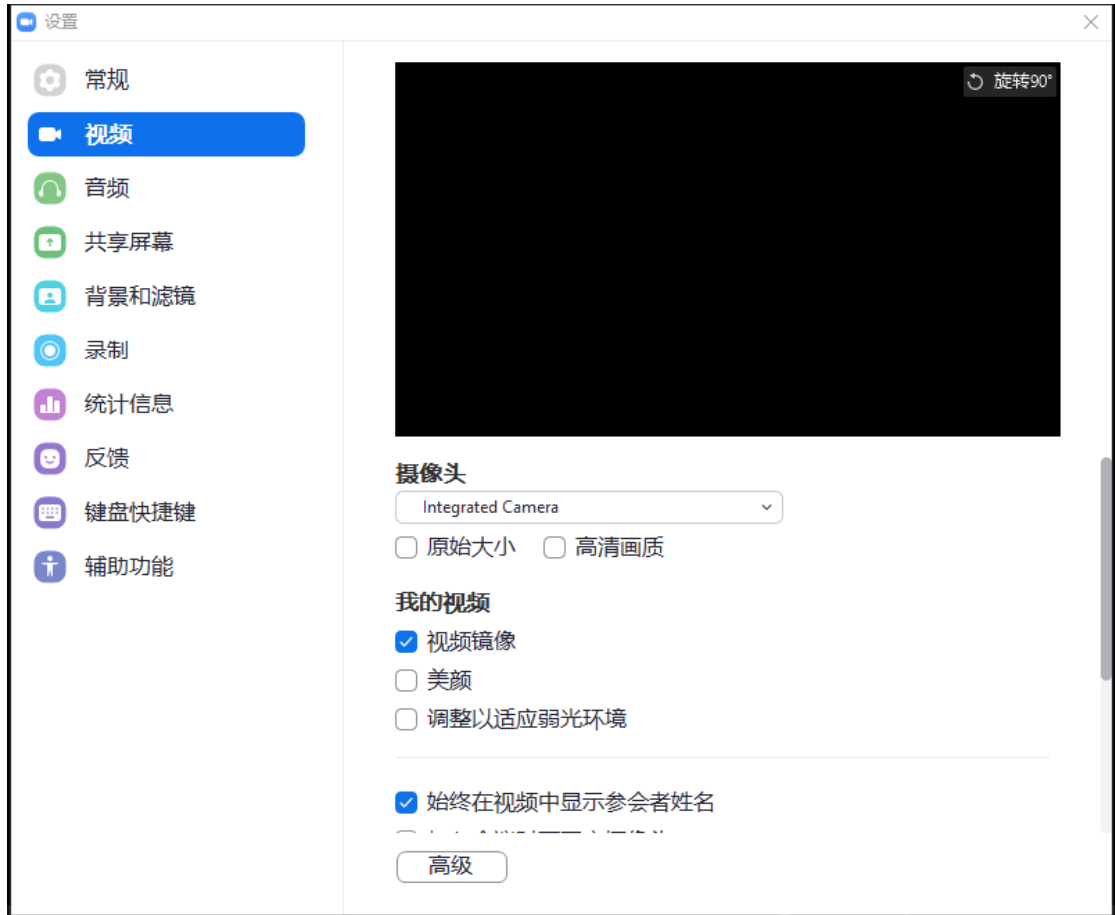 设置
常规
视频
音频
共享屏幕
背景和滤镜
录制
统计信息
反馈
键盘快捷键
辅助功能
旋转90°
摄像头
Integrated Camera
原始大小 高清画质
我的视频
视频镜像
美颜
调整以适应弱光环境
始终在视频中显示参会者姓名
高级